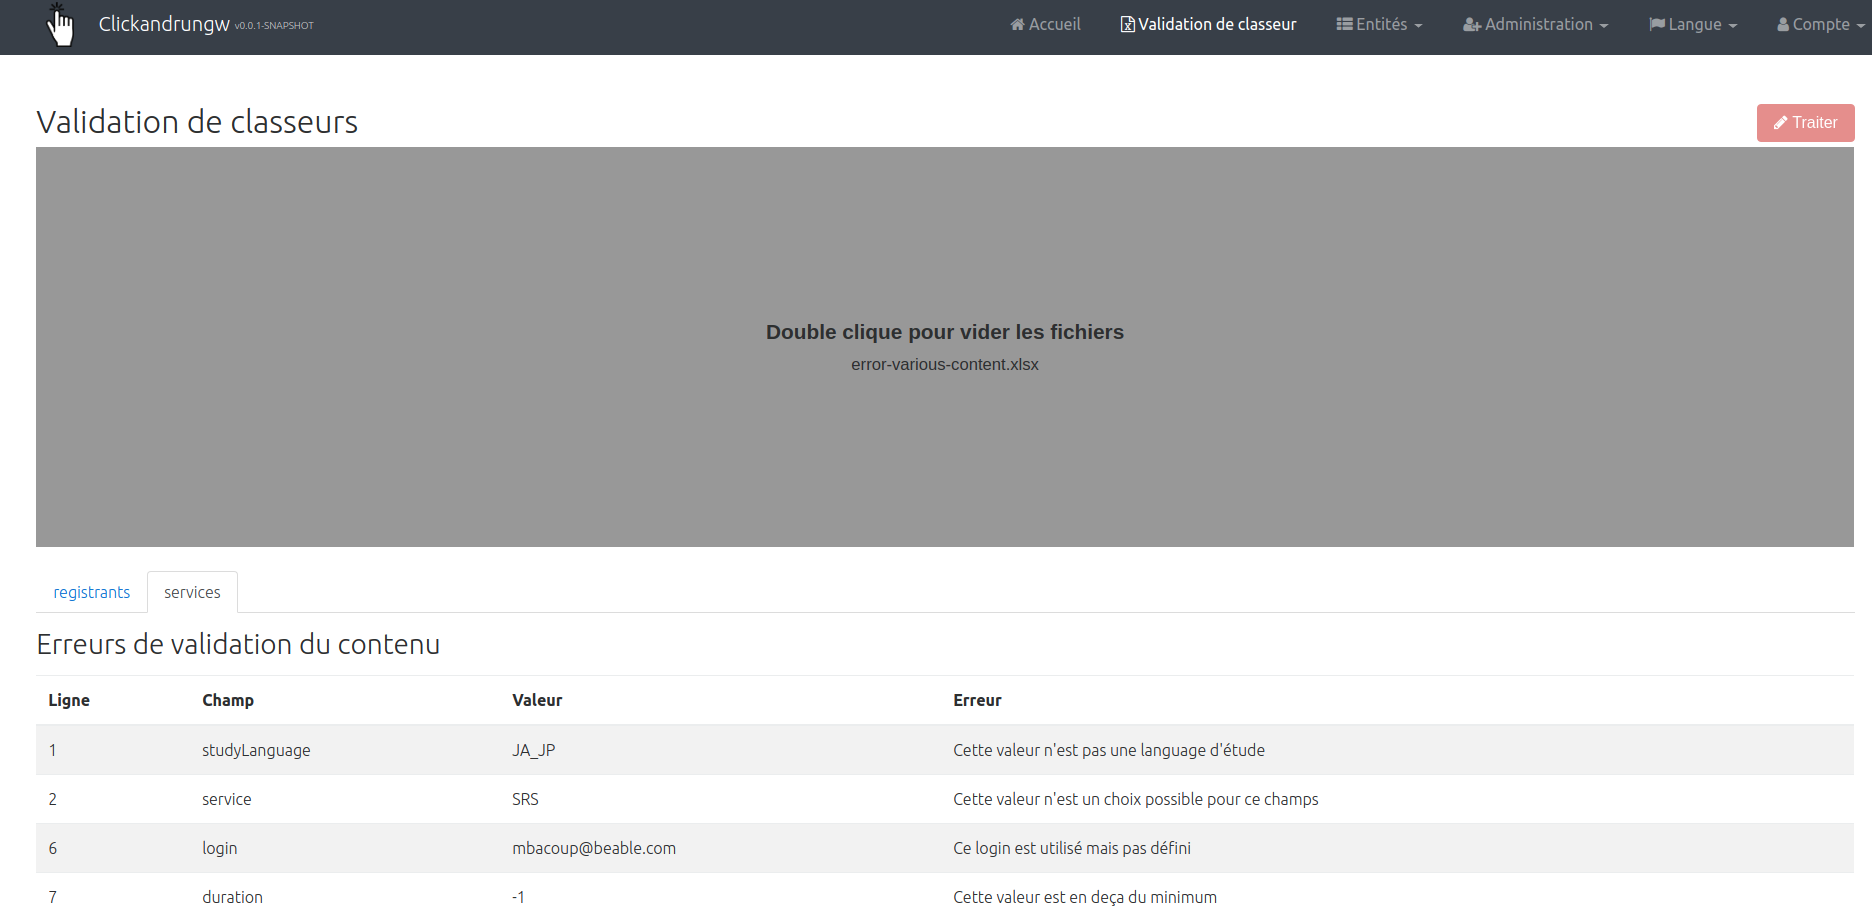 Clickandrungw v0.0.1-SNAPSHOT
Accueil
Validation de classeur
Entités
Administration
Langue
Compte
Validation de classeurs
Traiter
Double clique pour vider les fichiers
error-various-content.xlsx
registrants
services
Erreurs de validation du contenu
Ligne Champ Valeur Erreur
1 studyLanguage JA_JP Cette valeur n'est pas une language d'étude
2 service SRS Cette valeur n'est un choix possible pour ce champs
6 login mbacoup@beable.com Ce login est utilisé mais pas défini
7 duration -1 Cette valeur est en deça du minimum